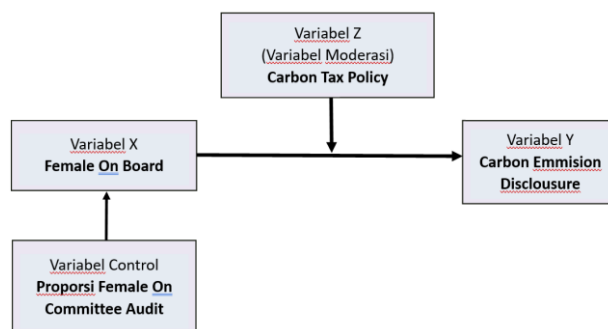 Variabel Z
(Variabel Moderasi)
Carbon Tax Policy
Variabel X
Female On Board
Variabel Y
Carbon Emmision
Disclousure
Variabel Control
Proporsi Female On
Committee Audit